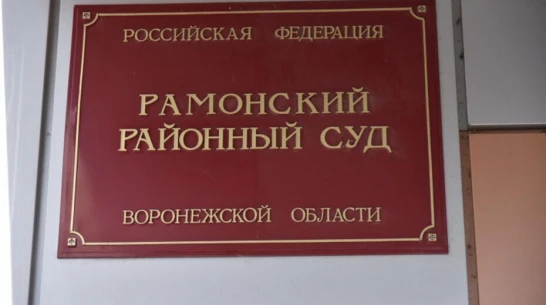 РОССИЙСКАЯ ФЕДЕРАЦИЯ
РАМОНСКИЙ
РАЙОННЫЙ СУД
ВОРОНЕЖСКОЙ ОБЛАСТИ